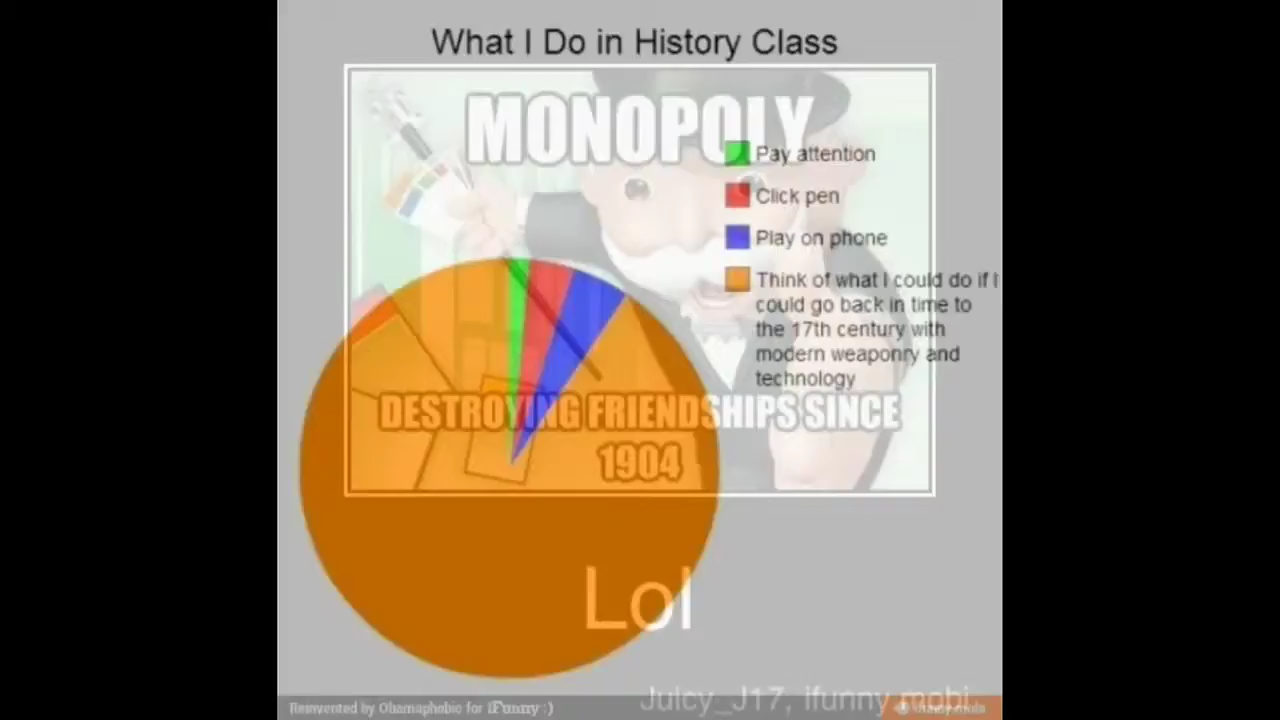 What I Do in History Class
MONOPOLY
Pay attention
Click pen
Play on phone
Think of what I could do if I
could go back in time to
the 17th century with
modern weaponry and
technology
DESTROYING FRIENDSHIPS SINCE
1904
Lol
Juicy_J17, ifunny.mobi
Reinvented by Obamaphobic for iFunny :)